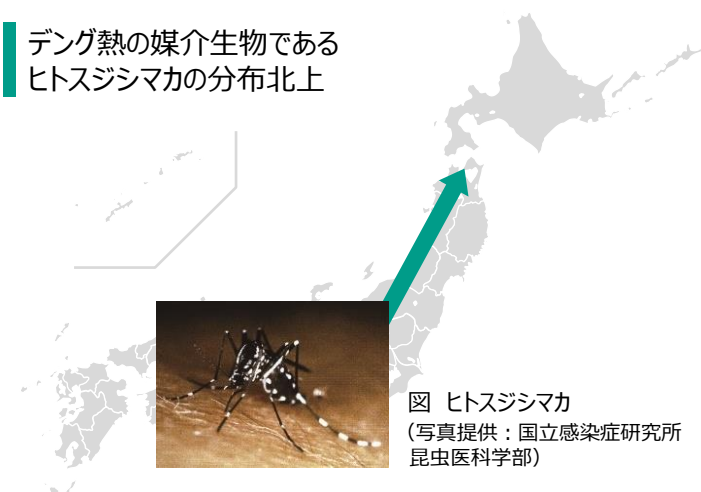 デング熱の媒介生物である
ヒトスジシマカの分布北上
図 ヒトスジシマカ
(写真提供：国立感染症研究所
昆虫医科学部)